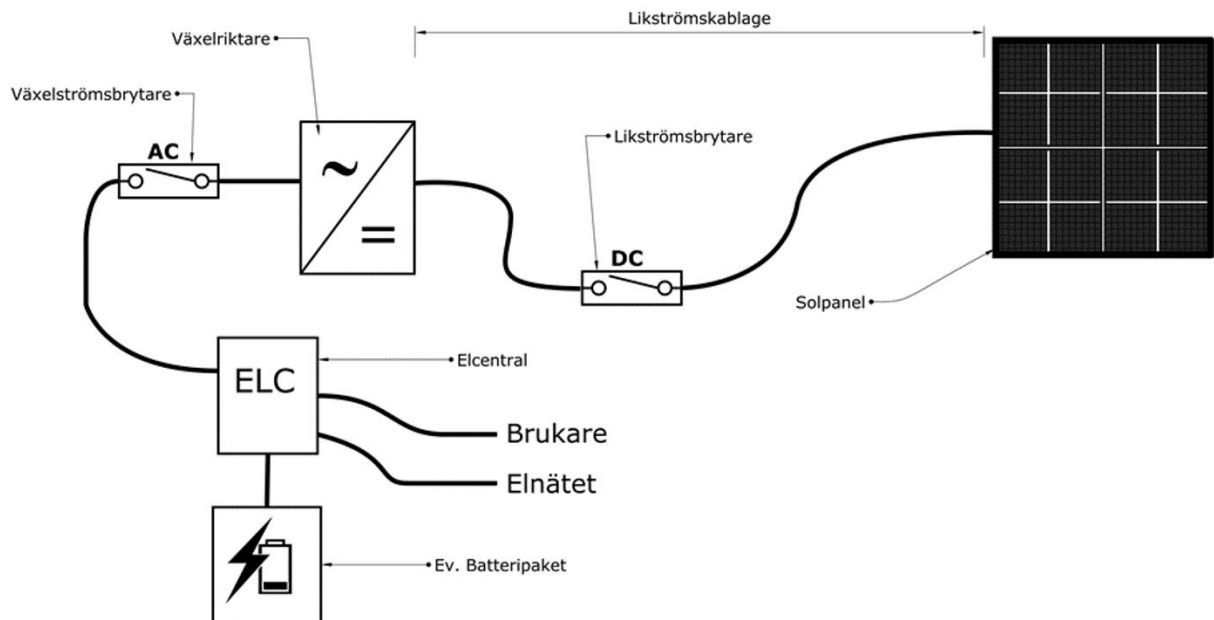 Likströmskablage
Växelriktare
Växelströmsbrytare
AC
~
=
Likströmsbrytare
DC
Solpanel
Elcentral
ELC
Brukare
Elnätet
Ev. Batteripaket